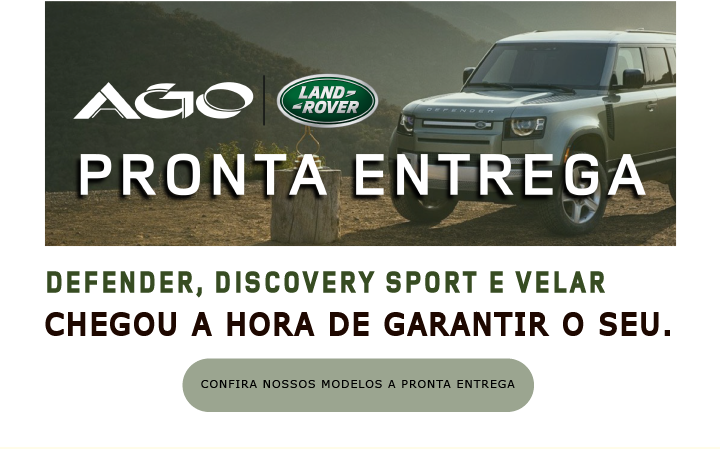 AGO
LAND
ROVER
DEFENDER
PRONTA ENTREGA
DEFENDER, DISCOVERY SPORT E VELAR
CHEGOU A HORA DE GARANTIR O SEU.
CONFIRA NOSSOS MODELOS A PRONTA ENTREGA